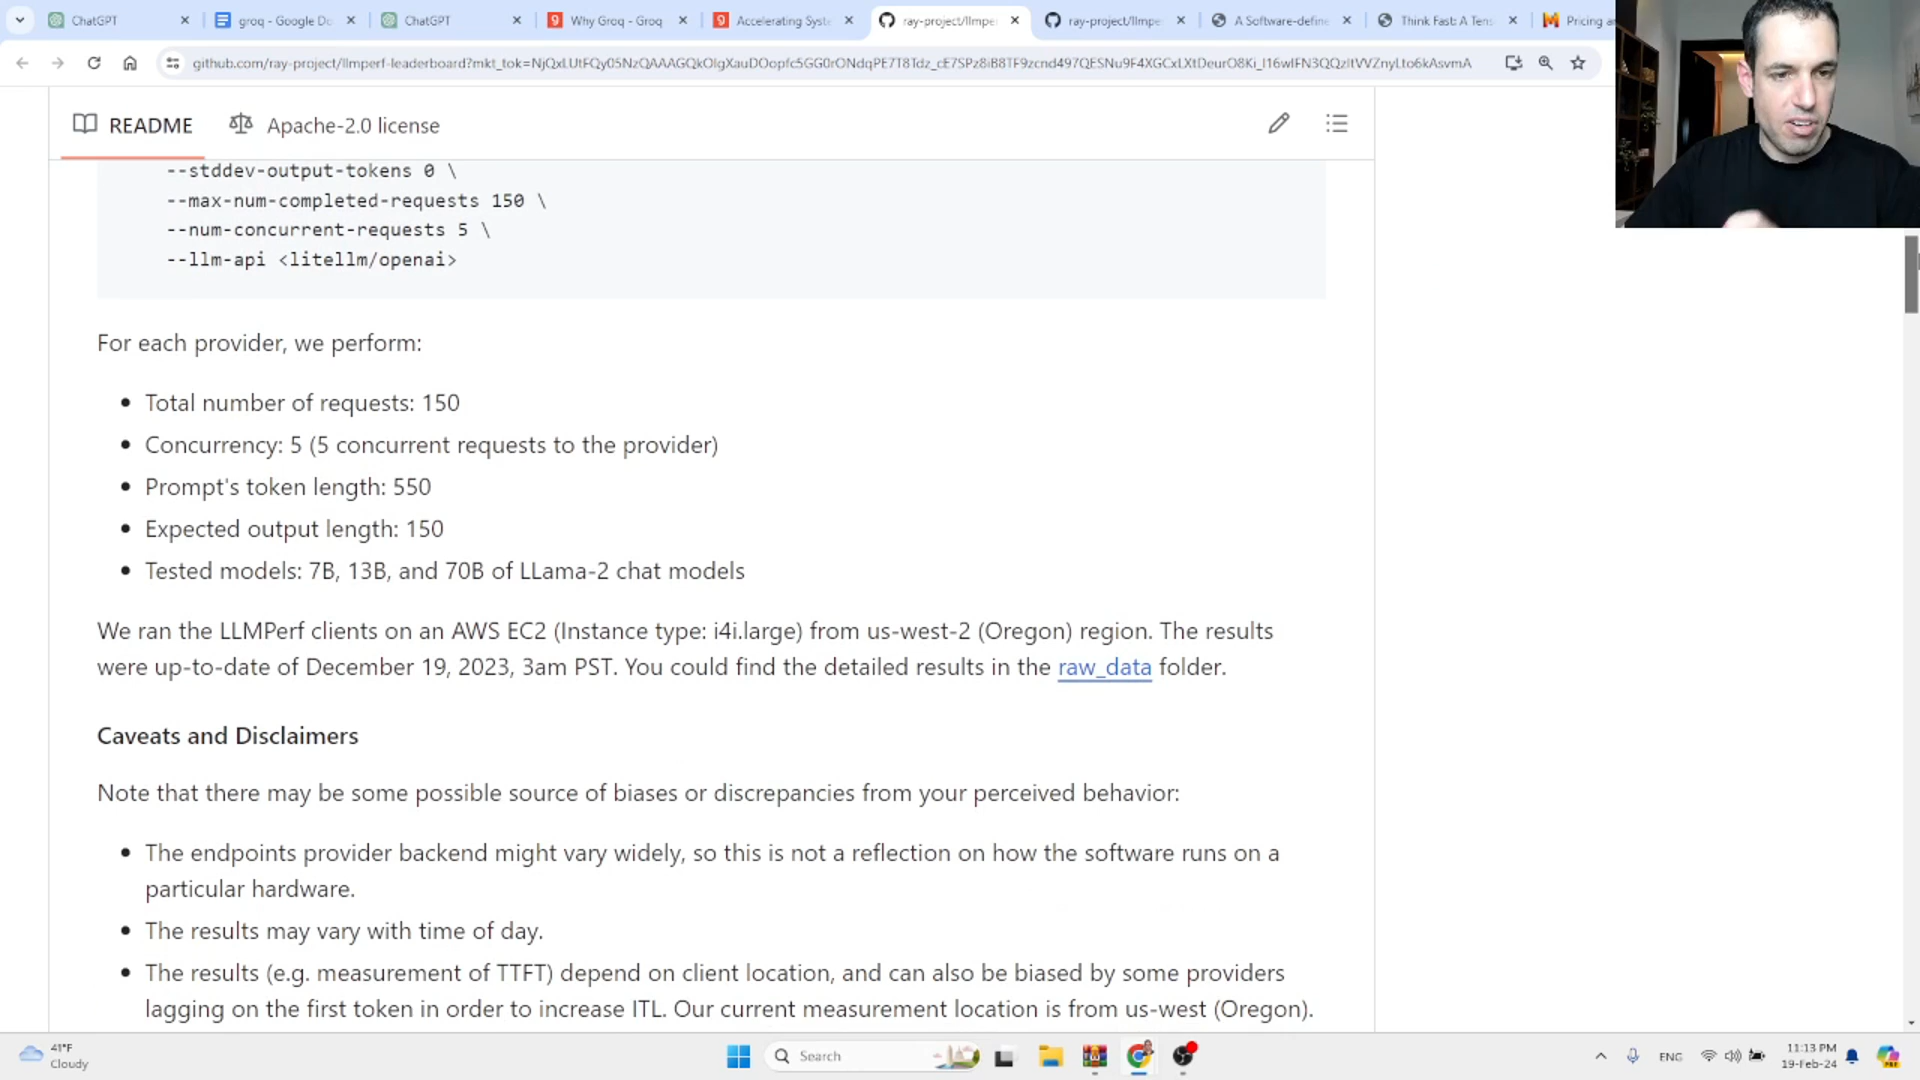 ChatGPT
groq - Google Do
ChatGPT
Why Groq - Groq
Accelerating Syste
ray-project/llmpe
ray-project/llmpe
A Software-define
Think Fast: A Tens
Pricing a
README
Apache-2.0 license
--stddev-output-tokens 0 \
--max-num-completed-requests 150 \
--num-concurrent-requests 5 \
--llm-api <litellm/openai>
For each provider, we perform:
• Total number of requests: 150
• Concurrency: 5 (5 concurrent requests to the provider)
• Prompt's token length: 550
• Expected output length: 150
• Tested models: 7B, 13B, and 70B of LLama-2 chat models
We ran the LLMPerf clients on an AWS EC2 (Instance type: i4i.large) from us-west-2 (Oregon) region. The results
were up-to-date of December 19, 2023, 3am PST. You could find the detailed results in the raw_data folder.
Caveats and Disclaimers
Note that there may be some possible source of biases or discrepancies from your perceived behavior:
• The endpoints provider backend might vary widely, so this is not a reflection on how the software runs on a
particular hardware.
• The results may vary with time of day.
• The results (e.g. measurement of TTFT) depend on client location, and can also be biased by some providers
lagging on the first token in order to increase ITL. Our current measurement location is from us-west (Oregon).
41°F
Cloudy
Search
ENG
11:13 PM
19-Feb-24